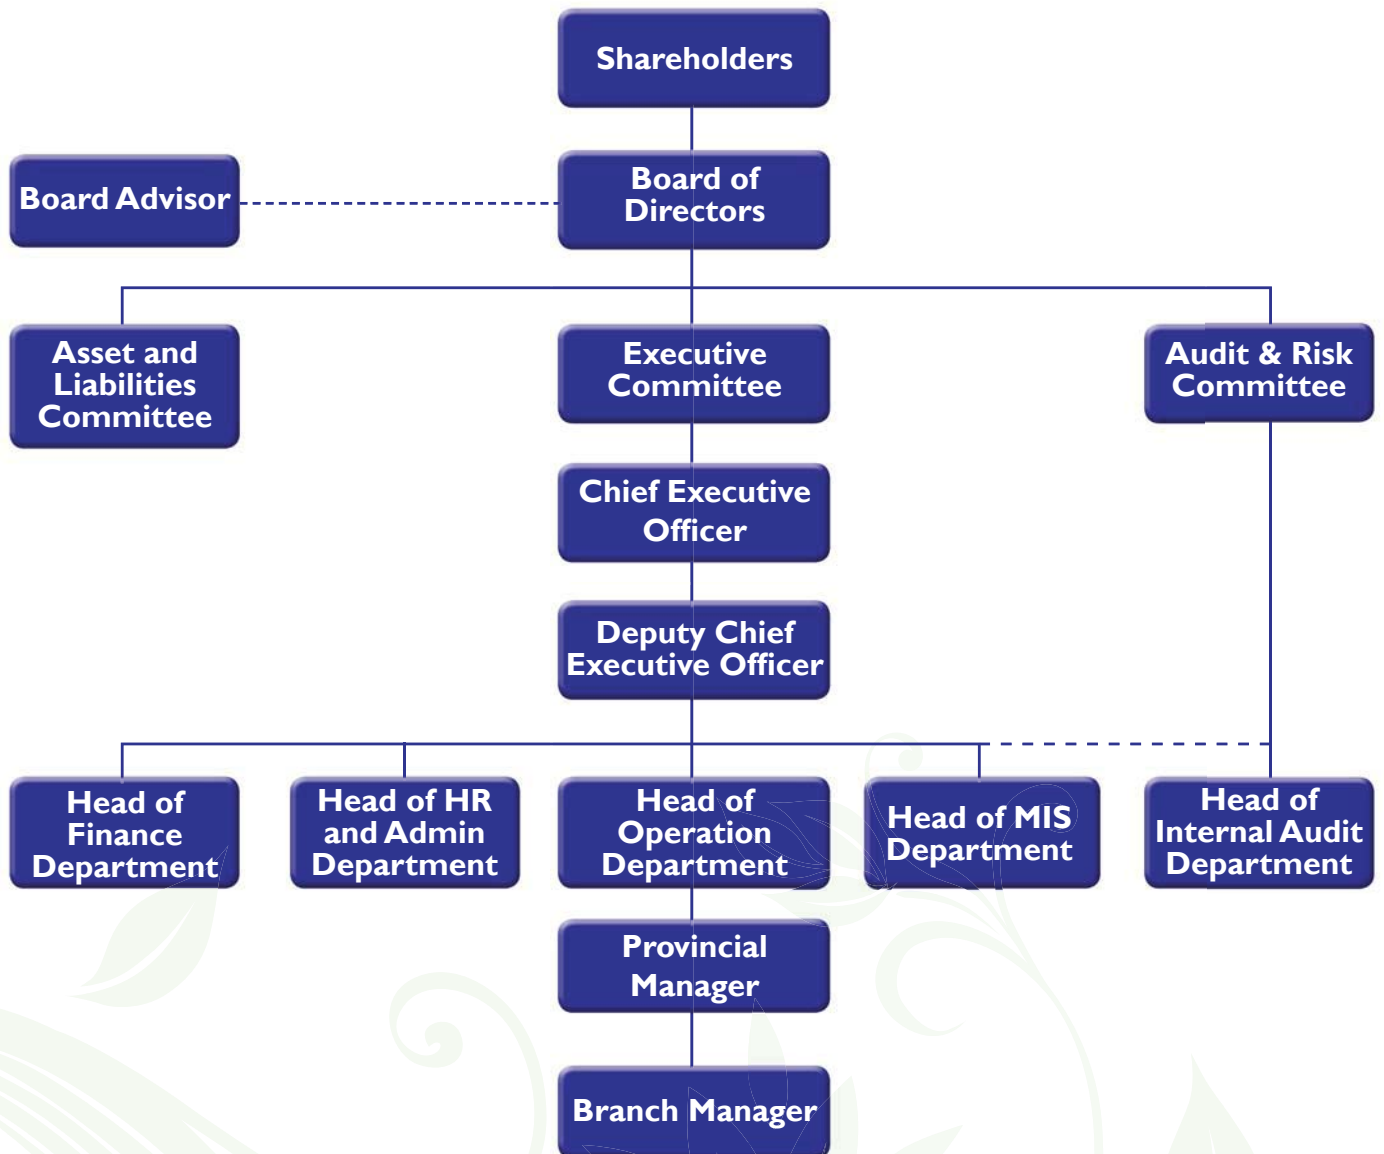 Shareholders
Board Advisor
Board of
Directors
Asset and
Liabilities
Committee
Executive
Committee
Audit & Risk
Committee
Chief Executive
Officer
Deputy Chief
Executive Officer
Head of
Finance
Department
Head of HR
and Admin
Department
Head of
Operation
Department
Head of MIS
Department
Head of
Internal Audit
Department
Provincial
Manager
Branch Manager